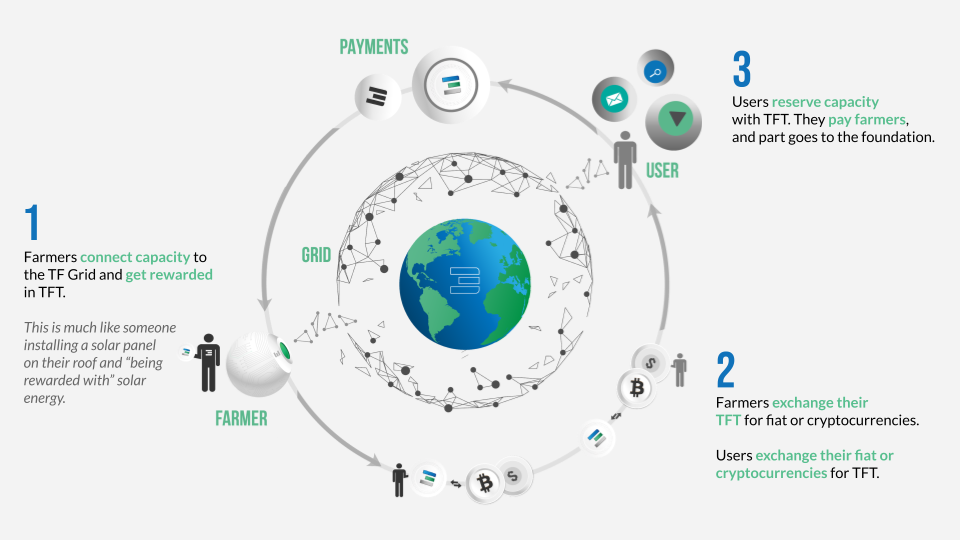 PAYMENTS
3
Users reserve capacity
with TFT. They pay farmers,
and part goes to the foundation.
USER
1
Farmers connect capacity to
the TF Grid and get rewarded
in TFT.
GRID
This is much like someone
installing a solar panel
on their roof and “being
rewarded with” solar
energy.
FARMER
2
Farmers exchange their
TFT for fiat or cryptocurrencies.
Users exchange their fiat or
cryptocurrencies for TFT.